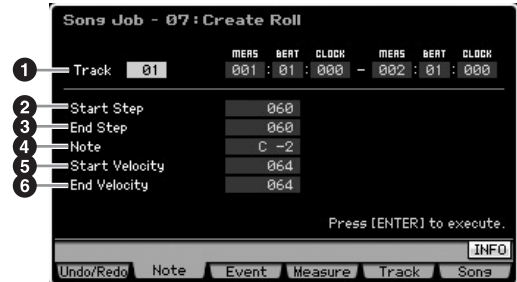 Song Job - 07:Create Roll
MEAS BEAT CLOCK MEAS BEAT CLOCK
1 Track 01 001 : 01 : 000 - 002 : 01 : 000
2 Start Step 060
3 End Step 060
4 Note C -2
5 Start Velocity 064
6 End Velocity 064
Press [ENTER] to execute.
INFO
Undo/Redo Note Event Measure Track Song